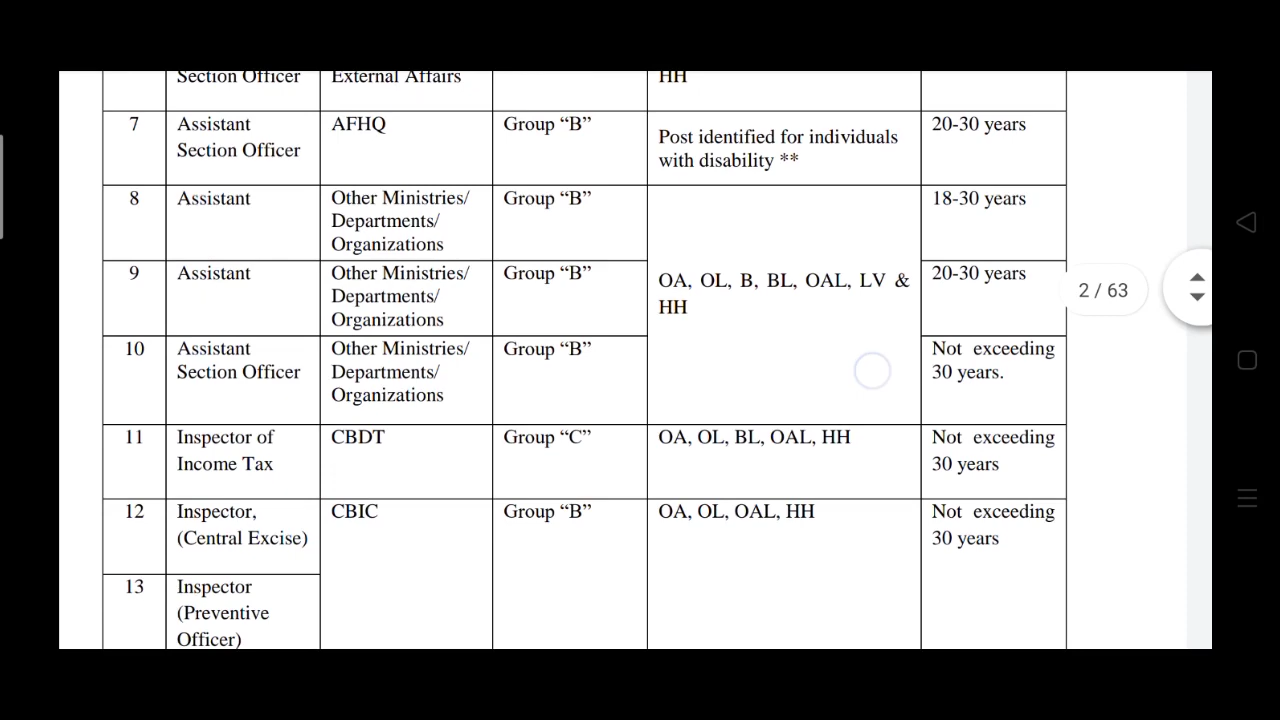 Section Officer External Affairs HH
7 Assistant AFHQ Group “B” Post identified for individuals 20-30 years
Section Officer with disability **
8 Assistant Other Ministries/ Group “B” 18-30 years
Departments/
Organizations
9 Assistant Other Ministries/ Group “B” OA, OL, B, BL, OAL, LV & 20-30 years
Departments/ HH
Organizations
10 Assistant Other Ministries/ Group “B” Not exceeding
Section Officer Departments/ 30 years.
Organizations
11 Inspector of CBDT Group “C” OA, OL, BL, OAL, HH Not exceeding
Income Tax 30 years
12 Inspector, CBIC Group “B” OA, OL, OAL, HH Not exceeding
(Central Excise) 30 years
13 Inspector
(Preventive
Officer)
2 / 63